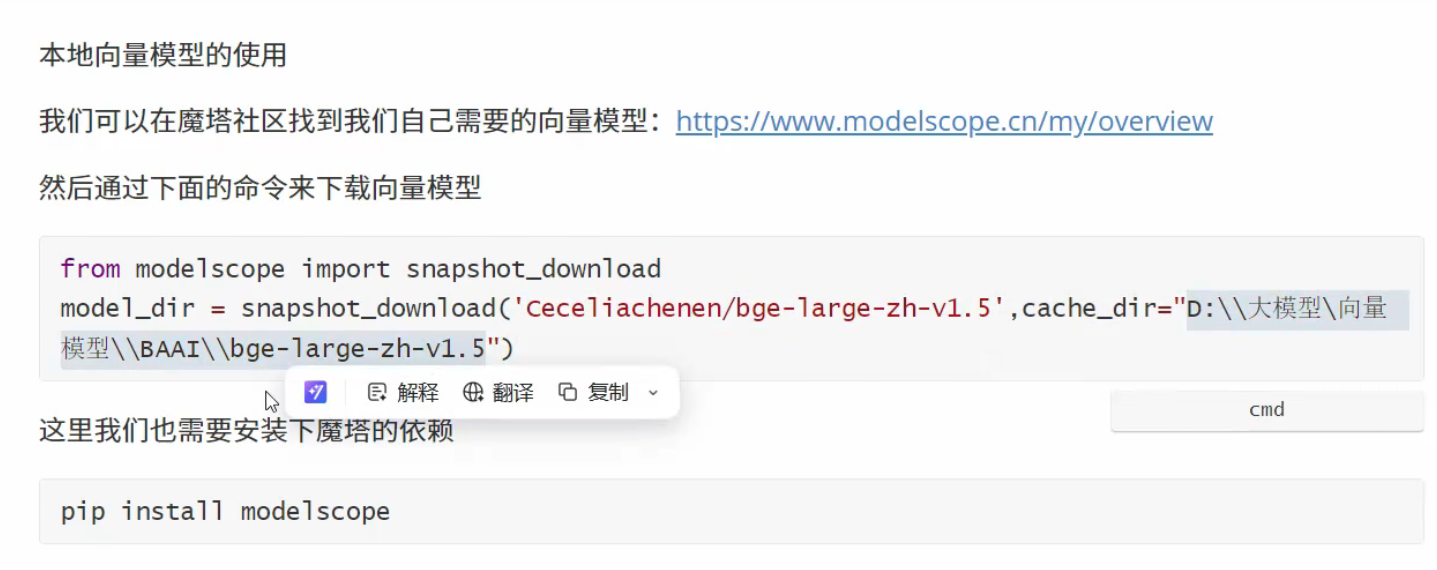 本地向量模型的使用
我们可以在魔塔社区找到我们自己需要的向量模型：https://www.modelscope.cn/my/overview
然后通过下面的命令来下载向量模型
from modelscope import snapshot_download
model_dir = snapshot_download('Ceceliachenen/bge-large-zh-v1.5',cache_dir="D:\\大模型\向量
模型\\BAAI\\bge-large-zh-v1.5")
解释 翻译 复制
cmd
这里我们也需要安装下魔塔的依赖
pip install modelscope